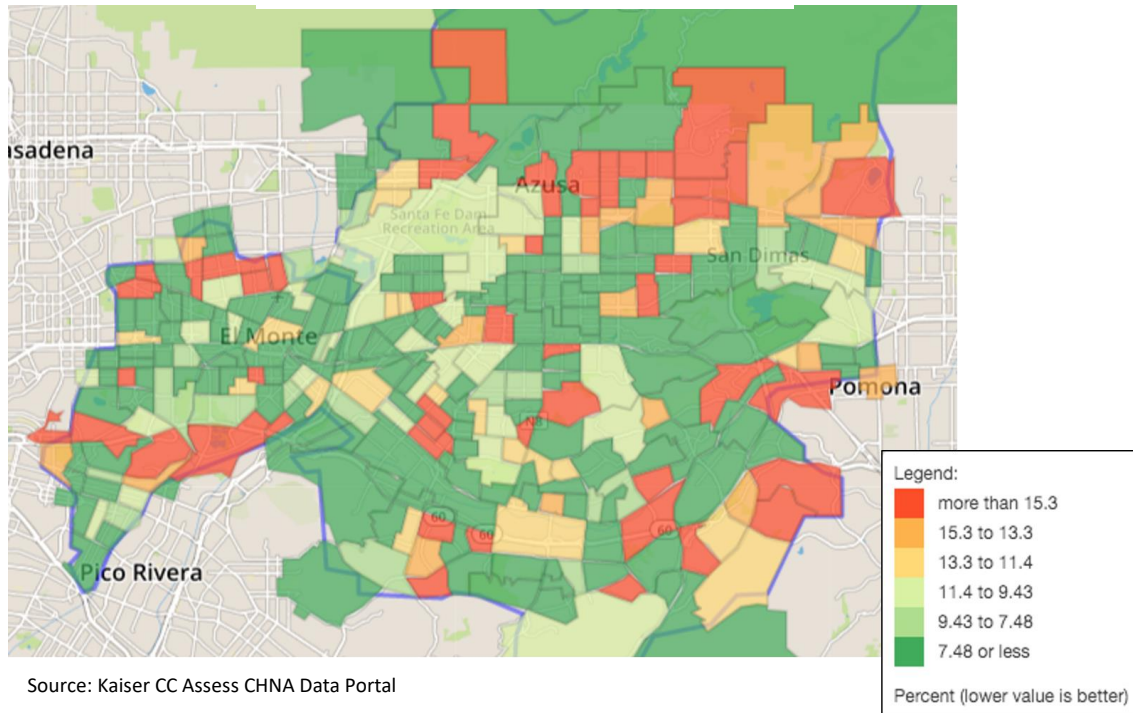 asadena
Azusa
Santa Fe Dam
Recreation Area
San Dimas
El Monte
Pomona
N8
60
60
60
Pico Rivera
Legend:
more than 15.3
15.3 to 13.3
13.3 to 11.4
11.4 to 9.43
9.43 to 7.48
7.48 or less
Percent (lower value is better)
Source: Kaiser CC Assess CHNA Data Portal